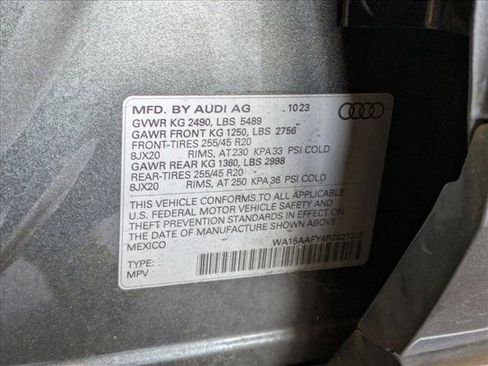 MFD. BY AUDI AG 10 23
GVWR KG 2490, LBS 5489
GAWR FRONT KG 1250, LBS 2756
FRONT-TIRES 255/45 R20
8JX20 RIMS, AT 230 KPA 33 PSI COLD
GAWR REAR KG 1360, LBS 2998
REAR-TIRES 255/45 R20
8JX20 RIMS, AT 250 KPA 36 PSI COLD
THIS VEHICLE CONFORMS TO ALL APPLICABLE
U.S. FEDERAL MOTOR VEHICLE SAFETY AND
THEFT PREVENTION STANDARDS IN EFFECT ON
THE DATE OF MANUFACTURE SHOWN ABOVE
MEXICO WA15AAFY4R2027305
TYPE:
MPV